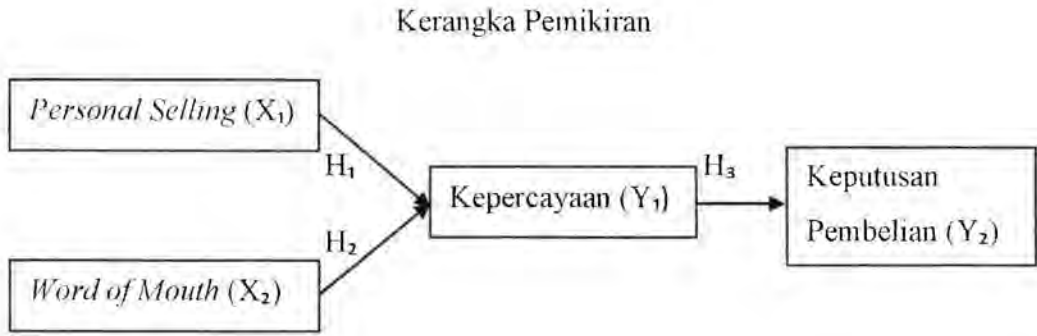 Kerangka Pemikiran
Personal Selling (X₁)
H₁
Kepercayaan (Y₁)
H₃
Keputusan
Pembelian (Y₂)
H₂
Word of Mouth (X₂)